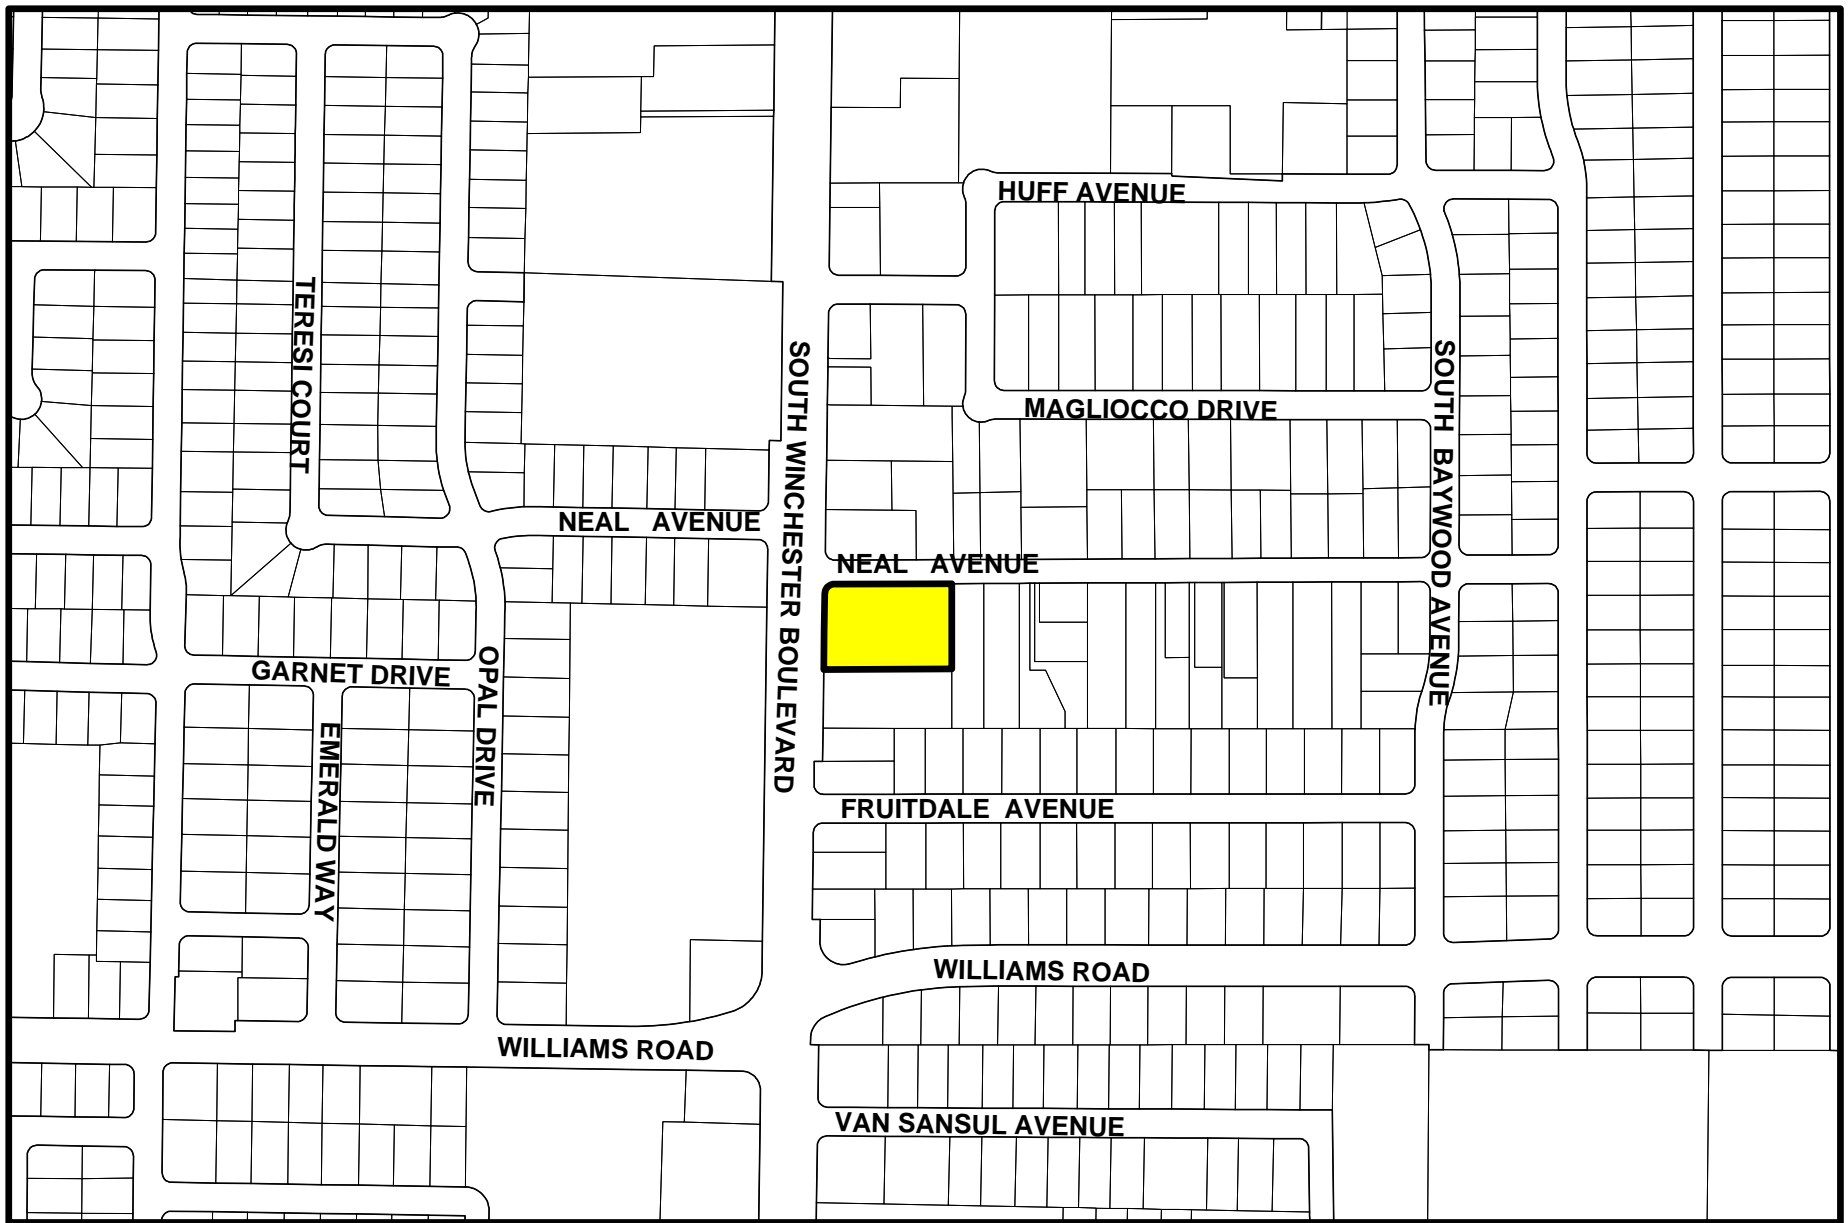 HUFF AVENUE
TERESI COURT
SOUTH WINCHESTER BOULEVARD
SOUTH BAYWOOD AVENUE
MAGLIOCCO DRIVE
NEAL AVENUE
NEAL AVENUE
GARNET DRIVE
OPAL DRIVE
EMERALD WAY
FRUITDALE AVENUE
WILLIAMS ROAD
WILLIAMS ROAD
VAN SANSUL AVENUE